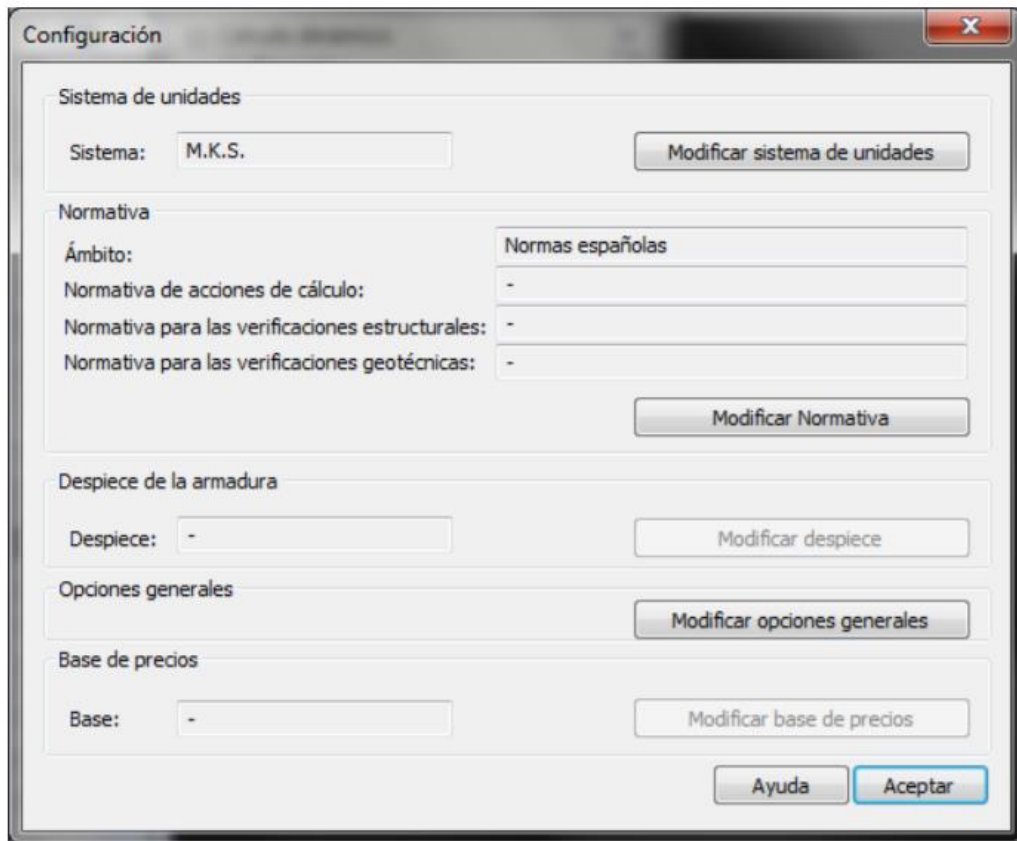 Configuración
Sistema de unidades
Sistema: M.K.S. Modificar sistema de unidades
Normativa
Ámbito: Normas españolas
Normativa de acciones de cálculo: -
Normativa para las verificaciones estructurales: -
Normativa para las verificaciones geotécnicas: -
Modificar Normativa
Despiece de la armadura
Despiece: - Modificar despiece
Opciones generales
Modificar opciones generales
Base de precios
Base: - Modificar base de precios
Ayuda Aceptar